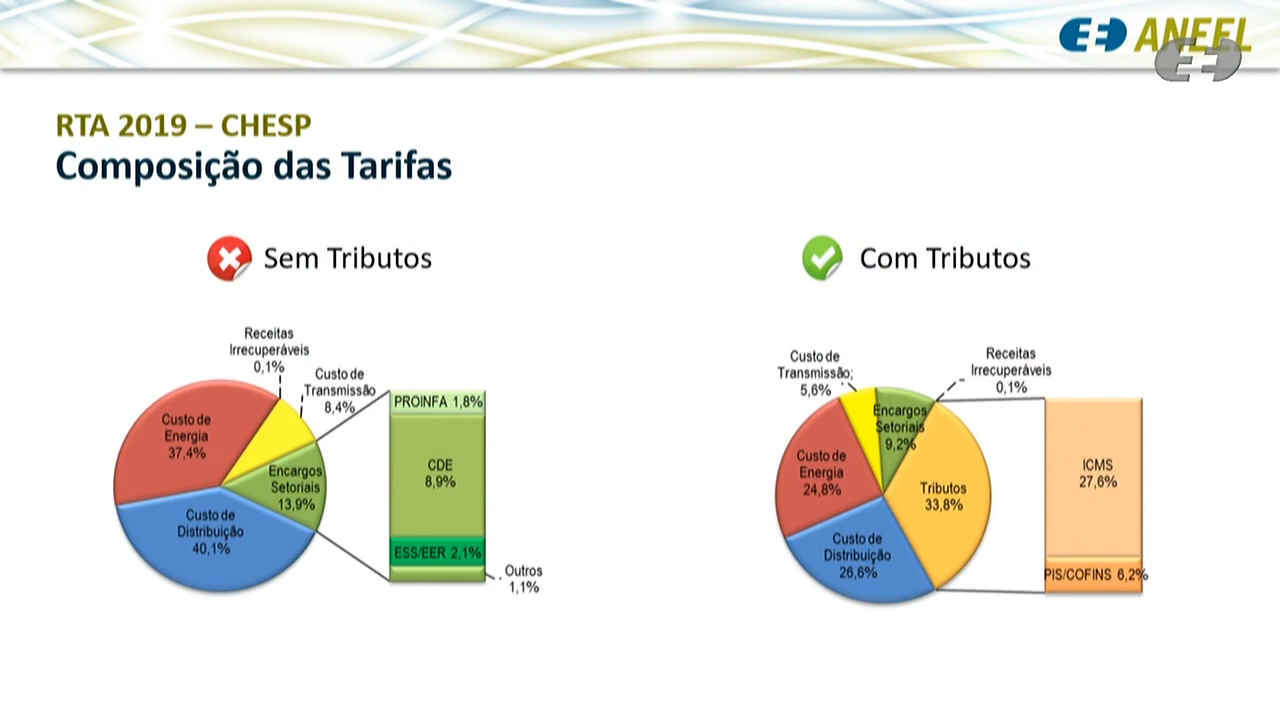 ANEEL
RTA 2019 – CHESP
Composição das Tarifas
Sem Tributos
Receitas
Irrecuperáveis
0,1%
Custo de
Transmissão
8,4%
Custo de
Energia
37,4%
Encargos
Setoriais
13,9%
Custo de
Distribuição
40,1%
PROINFA 1,8%
CDE
8,9%
ESS/EER 2,1%
Outros
1,1%
Com Tributos
Custo de
Transmissão;
5,6%
Receitas
Irrecuperáveis
0,1%
Encargos
Setoriais
9,2%
Custo de
Energia
24,8%
Tributos
33,8%
Custo de
Distribuição
26,6%
ICMS
27,6%
PIS/COFINS 6,2%